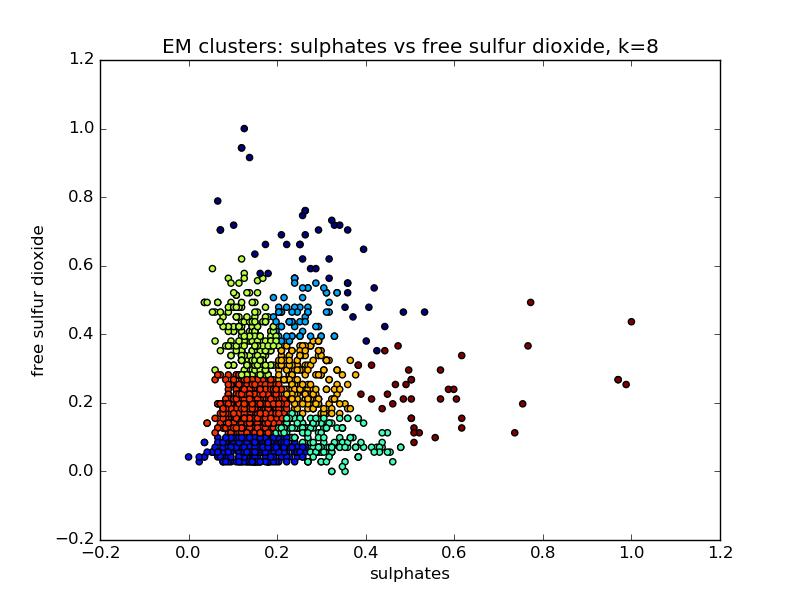 EM clusters: sulphates vs free sulfur dioxide, k=8
1.2
1.0
0.8
0.6
0.4
0.2
0.0
−0.2
free sulfur dioxide
−0.2 0.0 0.2 0.4 0.6 0.8 1.0 1.2
sulphates